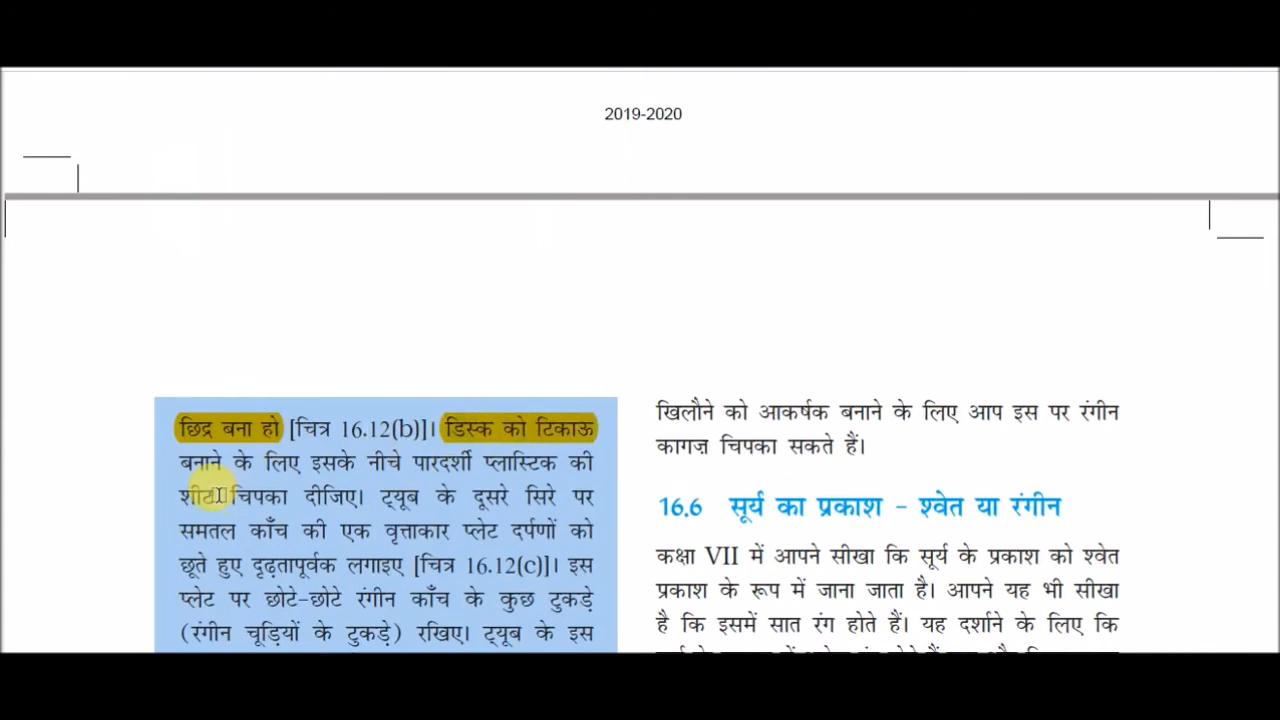 2019-2020
छिद्र बना हो [चित्र 16.12(b)]। डिस्क को टिकाऊ
बनाने के लिए इसके नीचे पारदर्शी प्लास्टिक की
शीट चिपका दीजिए। ट्यूब के दूसरे सिरे पर
समतल काँच की एक वृत्ताकार प्लेट दर्पणों को
छूते हुए दृढ़तापूर्वक लगाइए [चित्र 16.12(c)]। इस
प्लेट पर छोटे-छोटे रंगीन काँच के कुछ टुकड़े
(रंगीन चूड़ियों के टुकड़े) रखिए। ट्यूब के इस
खिलौने को आकर्षक बनाने के लिए आप इस पर रंगीन
कागज़ चिपका सकते हैं।
16.6 सूर्य का प्रकाश - श्वेत या रंगीन
कक्षा VII में आपने सीखा कि सूर्य के प्रकाश को श्वेत
प्रकाश के रूप में जाना जाता है। आपने यह भी सीखा
है कि इसमें सात रंग होते हैं। यह दर्शाने के लिए कि